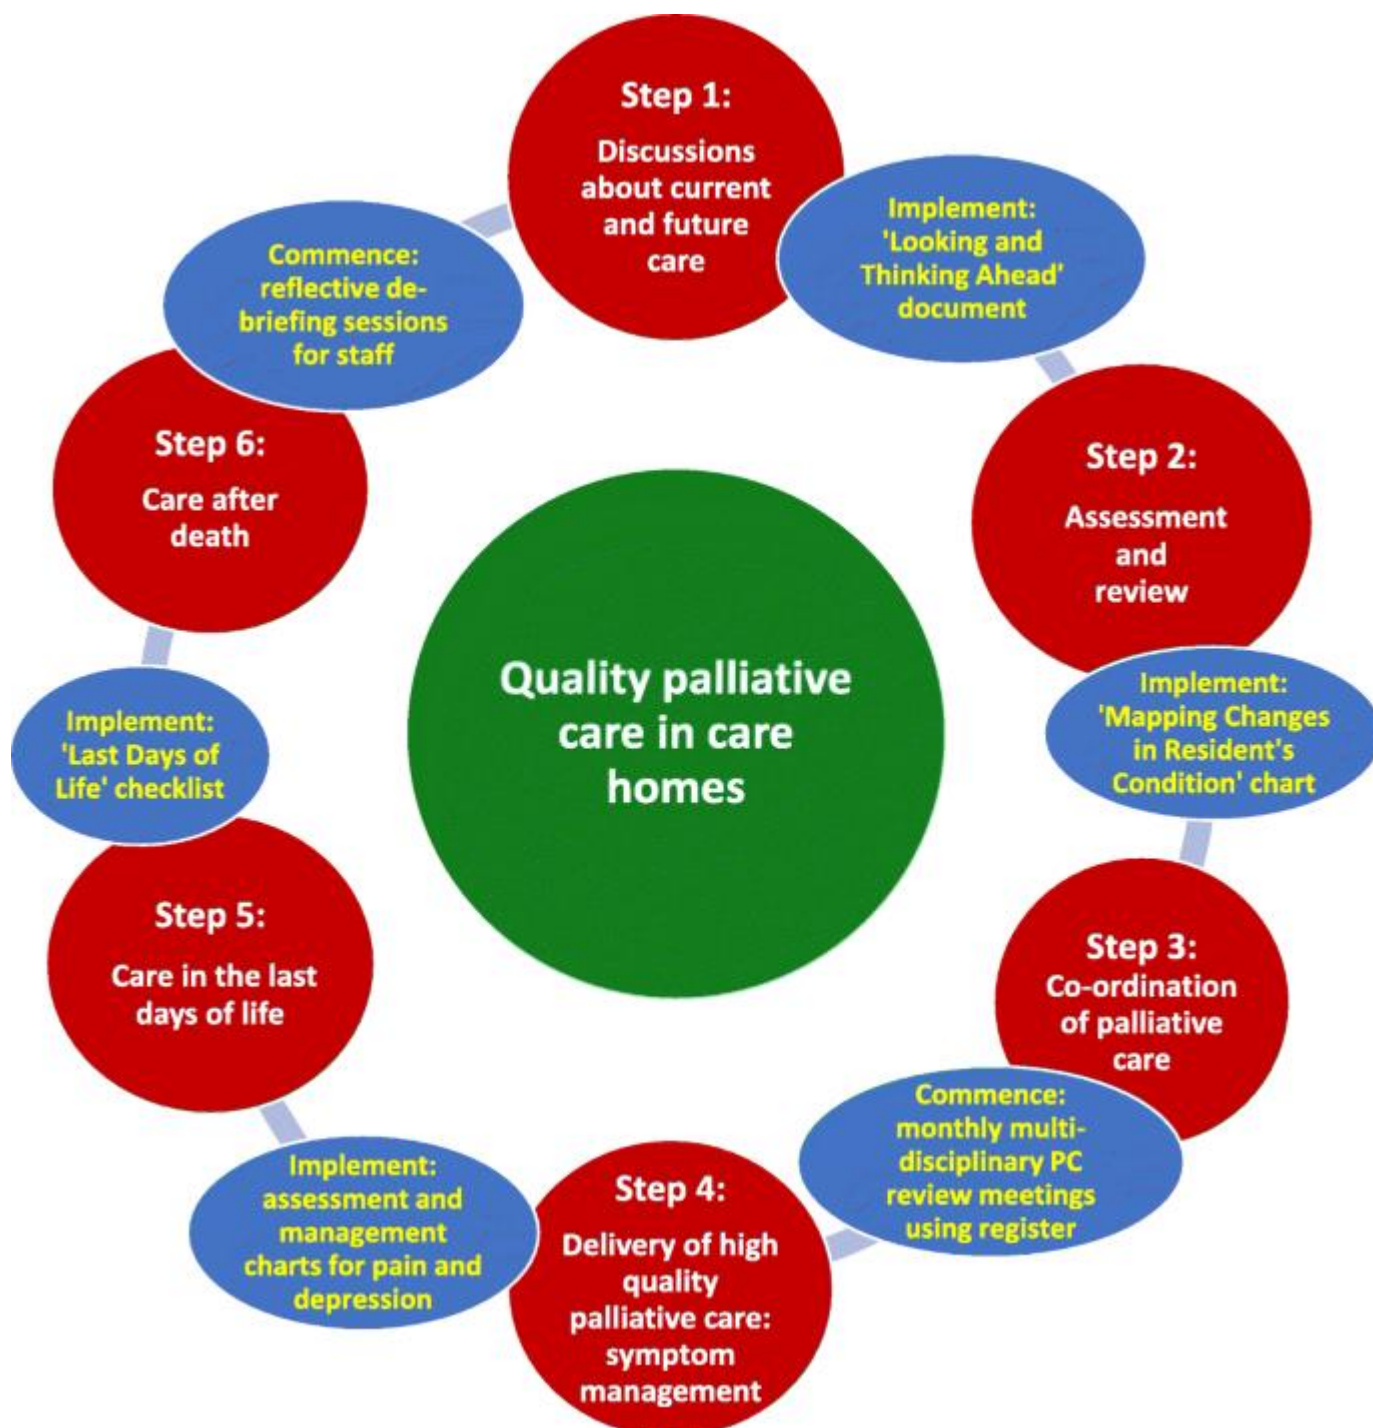 Step 1:
Discussions
about current
and future
care
Implement:
'Looking and
Thinking Ahead'
document
Step 2:
Assessment
and
review
Implement:
'Mapping Changes
in Resident's
Condition' chart
Step 3:
Co-ordination
of palliative
care
Commence:
monthly multi-
disciplinary PC
review meetings
using register
Step 4:
Delivery of high
quality
palliative care:
symptom
management
Implement:
assessment and
management
charts for pain and
depression
Step 5:
Care in the last
days of life
Implement:
'Last Days of
Life' checklist
Step 6:
Care after
death
Commence:
reflective de-
briefing sessions
for staff
Quality palliative
care in care
homes